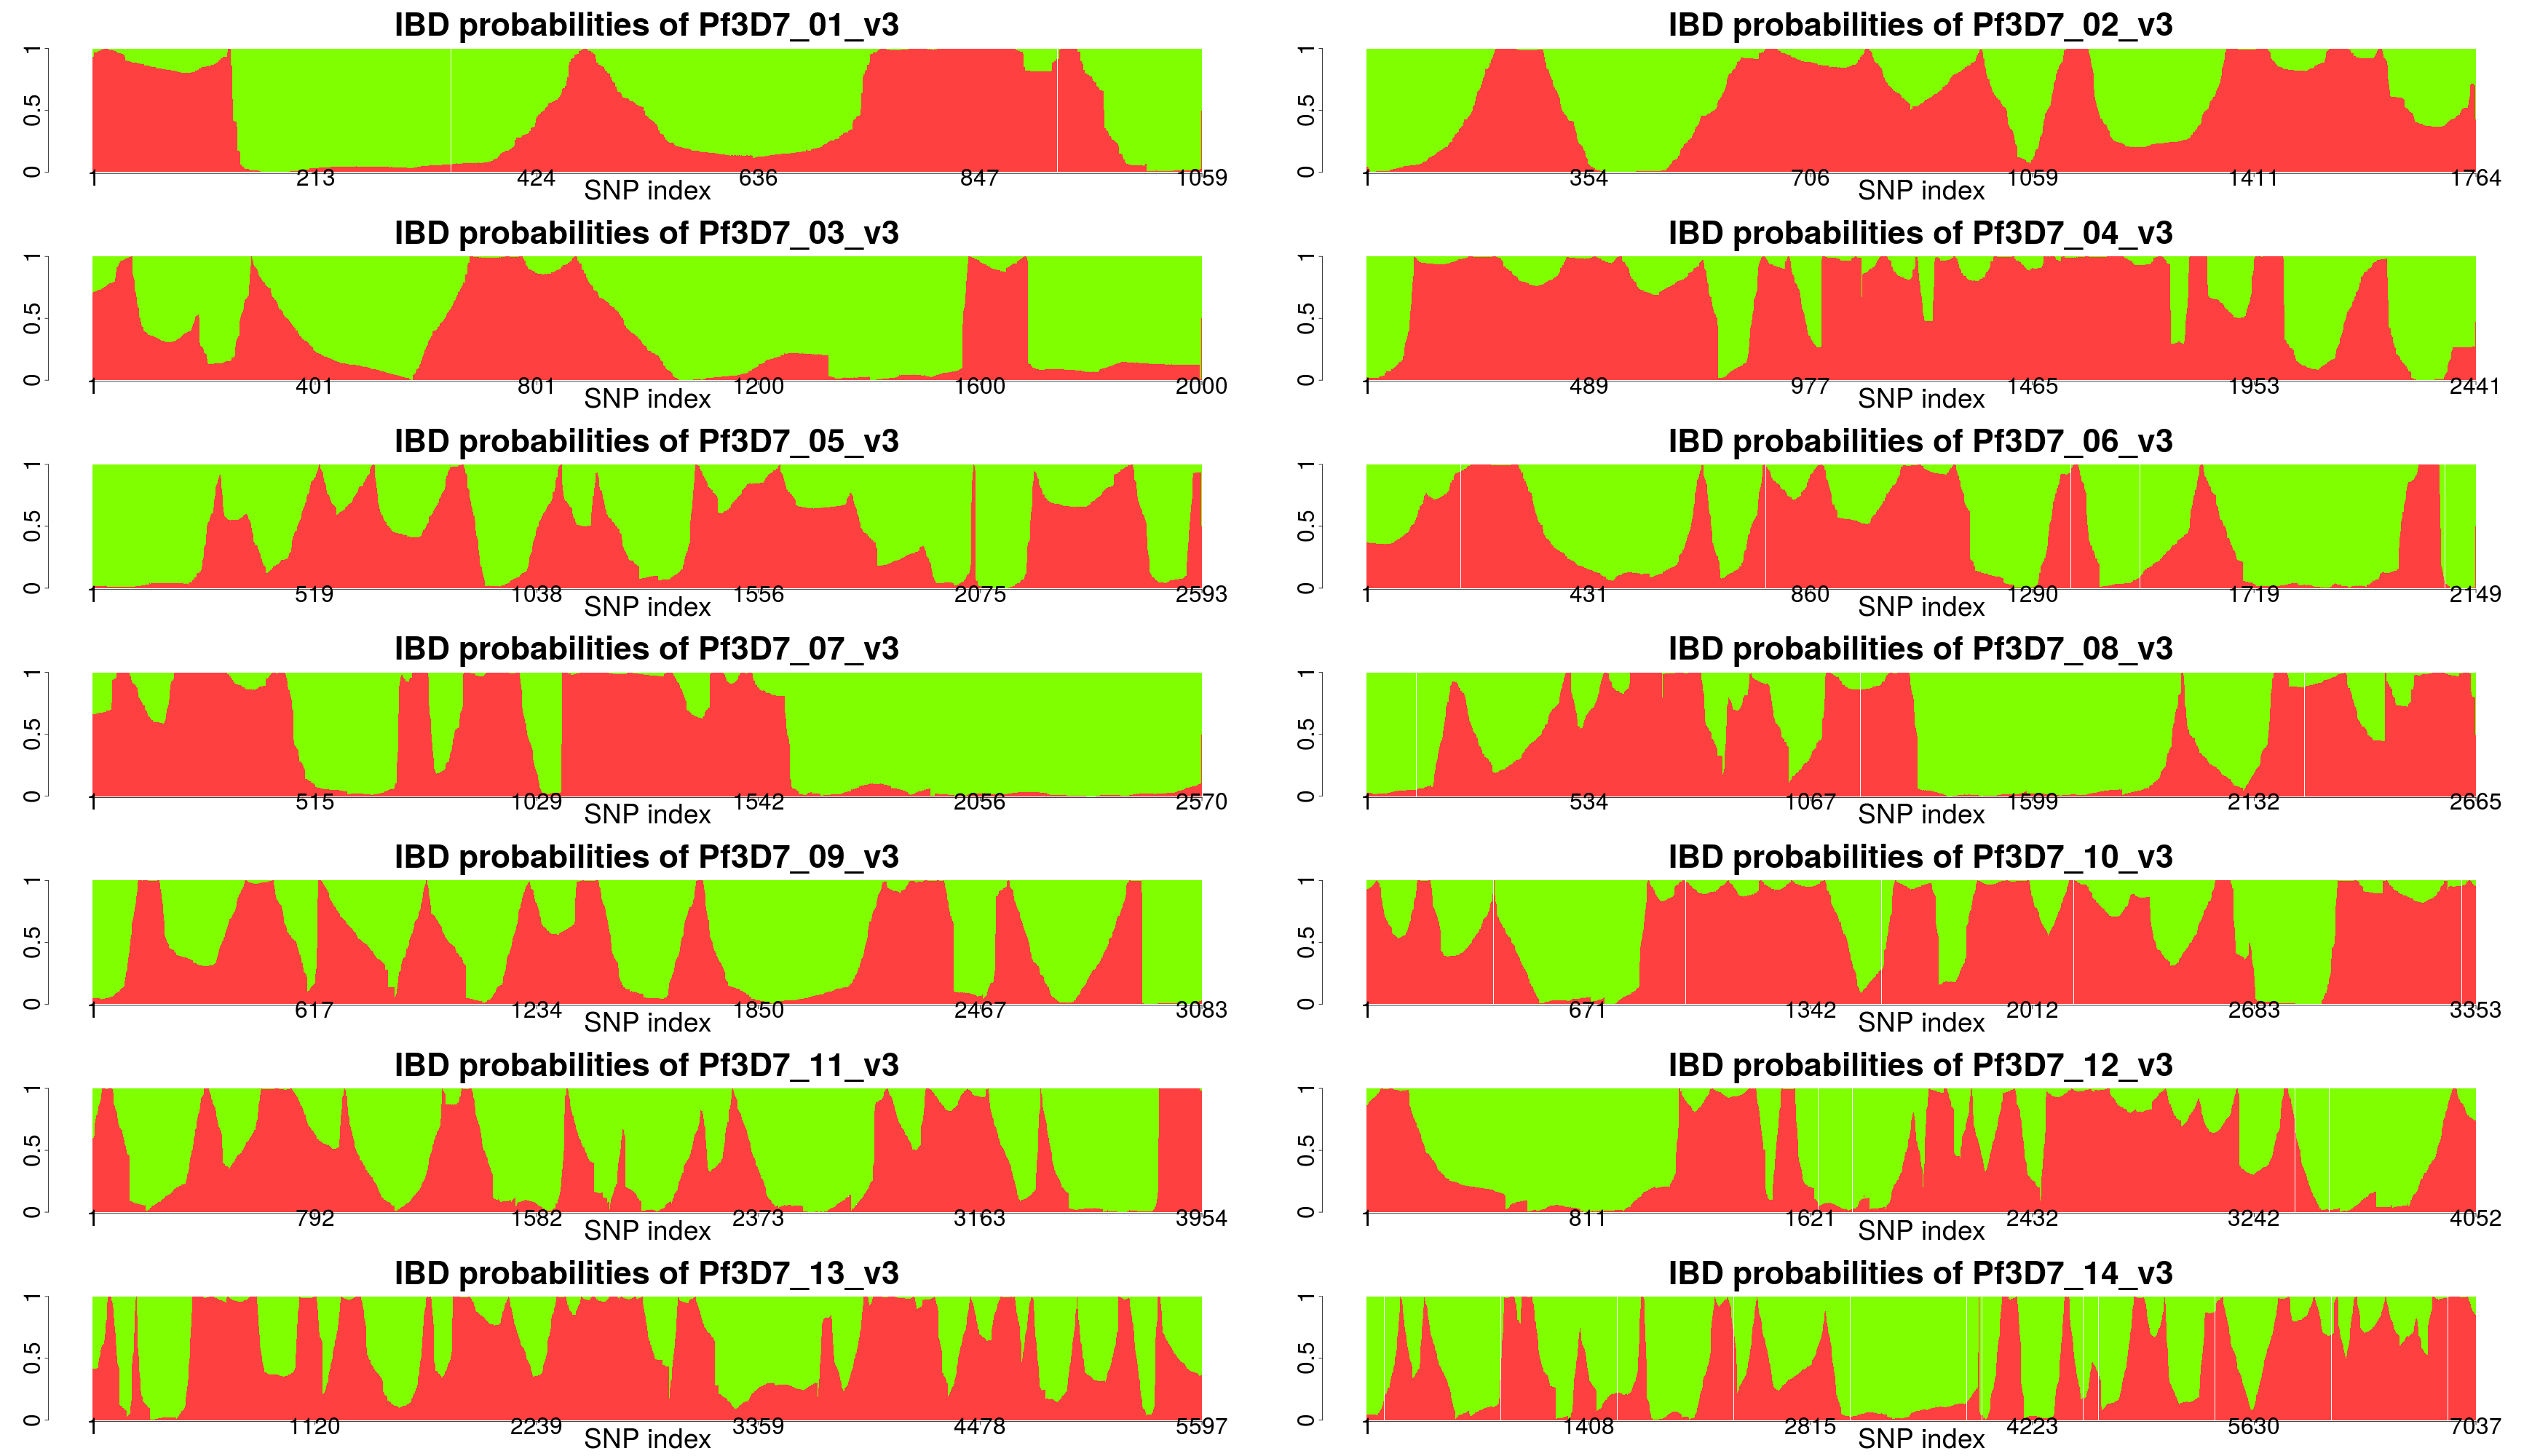 IBD probabilities of Pf3D7_01_v3
0 0.5 1
1 213 424 636 847 1059
SNP index
IBD probabilities of Pf3D7_02_v3
0 0.5 1
1 354 706 1059 1411 1764
SNP index
IBD probabilities of Pf3D7_03_v3
0 0.5 1
1 401 801 1200 1600 2000
SNP index
IBD probabilities of Pf3D7_04_v3
0 0.5 1
1 489 977 1465 1953 2441
SNP index
IBD probabilities of Pf3D7_05_v3
0 0.5 1
1 519 1038 1556 2075 2593
SNP index
IBD probabilities of Pf3D7_06_v3
0 0.5 1
1 431 860 1290 1719 2149
SNP index
IBD probabilities of Pf3D7_07_v3
0 0.5 1
1 515 1029 1542 2056 2570
SNP index
IBD probabilities of Pf3D7_08_v3
0 0.5 1
1 534 1067 1599 2132 2665
SNP index
IBD probabilities of Pf3D7_09_v3
0 0.5 1
1 617 1234 1850 2467 3083
SNP index
IBD probabilities of Pf3D7_10_v3
0 0.5 1
1 671 1342 2012 2683 3353
SNP index
IBD probabilities of Pf3D7_11_v3
0 0.5 1
1 792 1582 2373 3163 3954
SNP index
IBD probabilities of Pf3D7_12_v3
0 0.5 1
1 811 1621 2432 3242 4052
SNP index
IBD probabilities of Pf3D7_13_v3
0 0.5 1
1 1120 2239 3359 4478 5597
SNP index
IBD probabilities of Pf3D7_14_v3
0 0.5 1
1 1408 2815 4223 5630 7037
SNP index